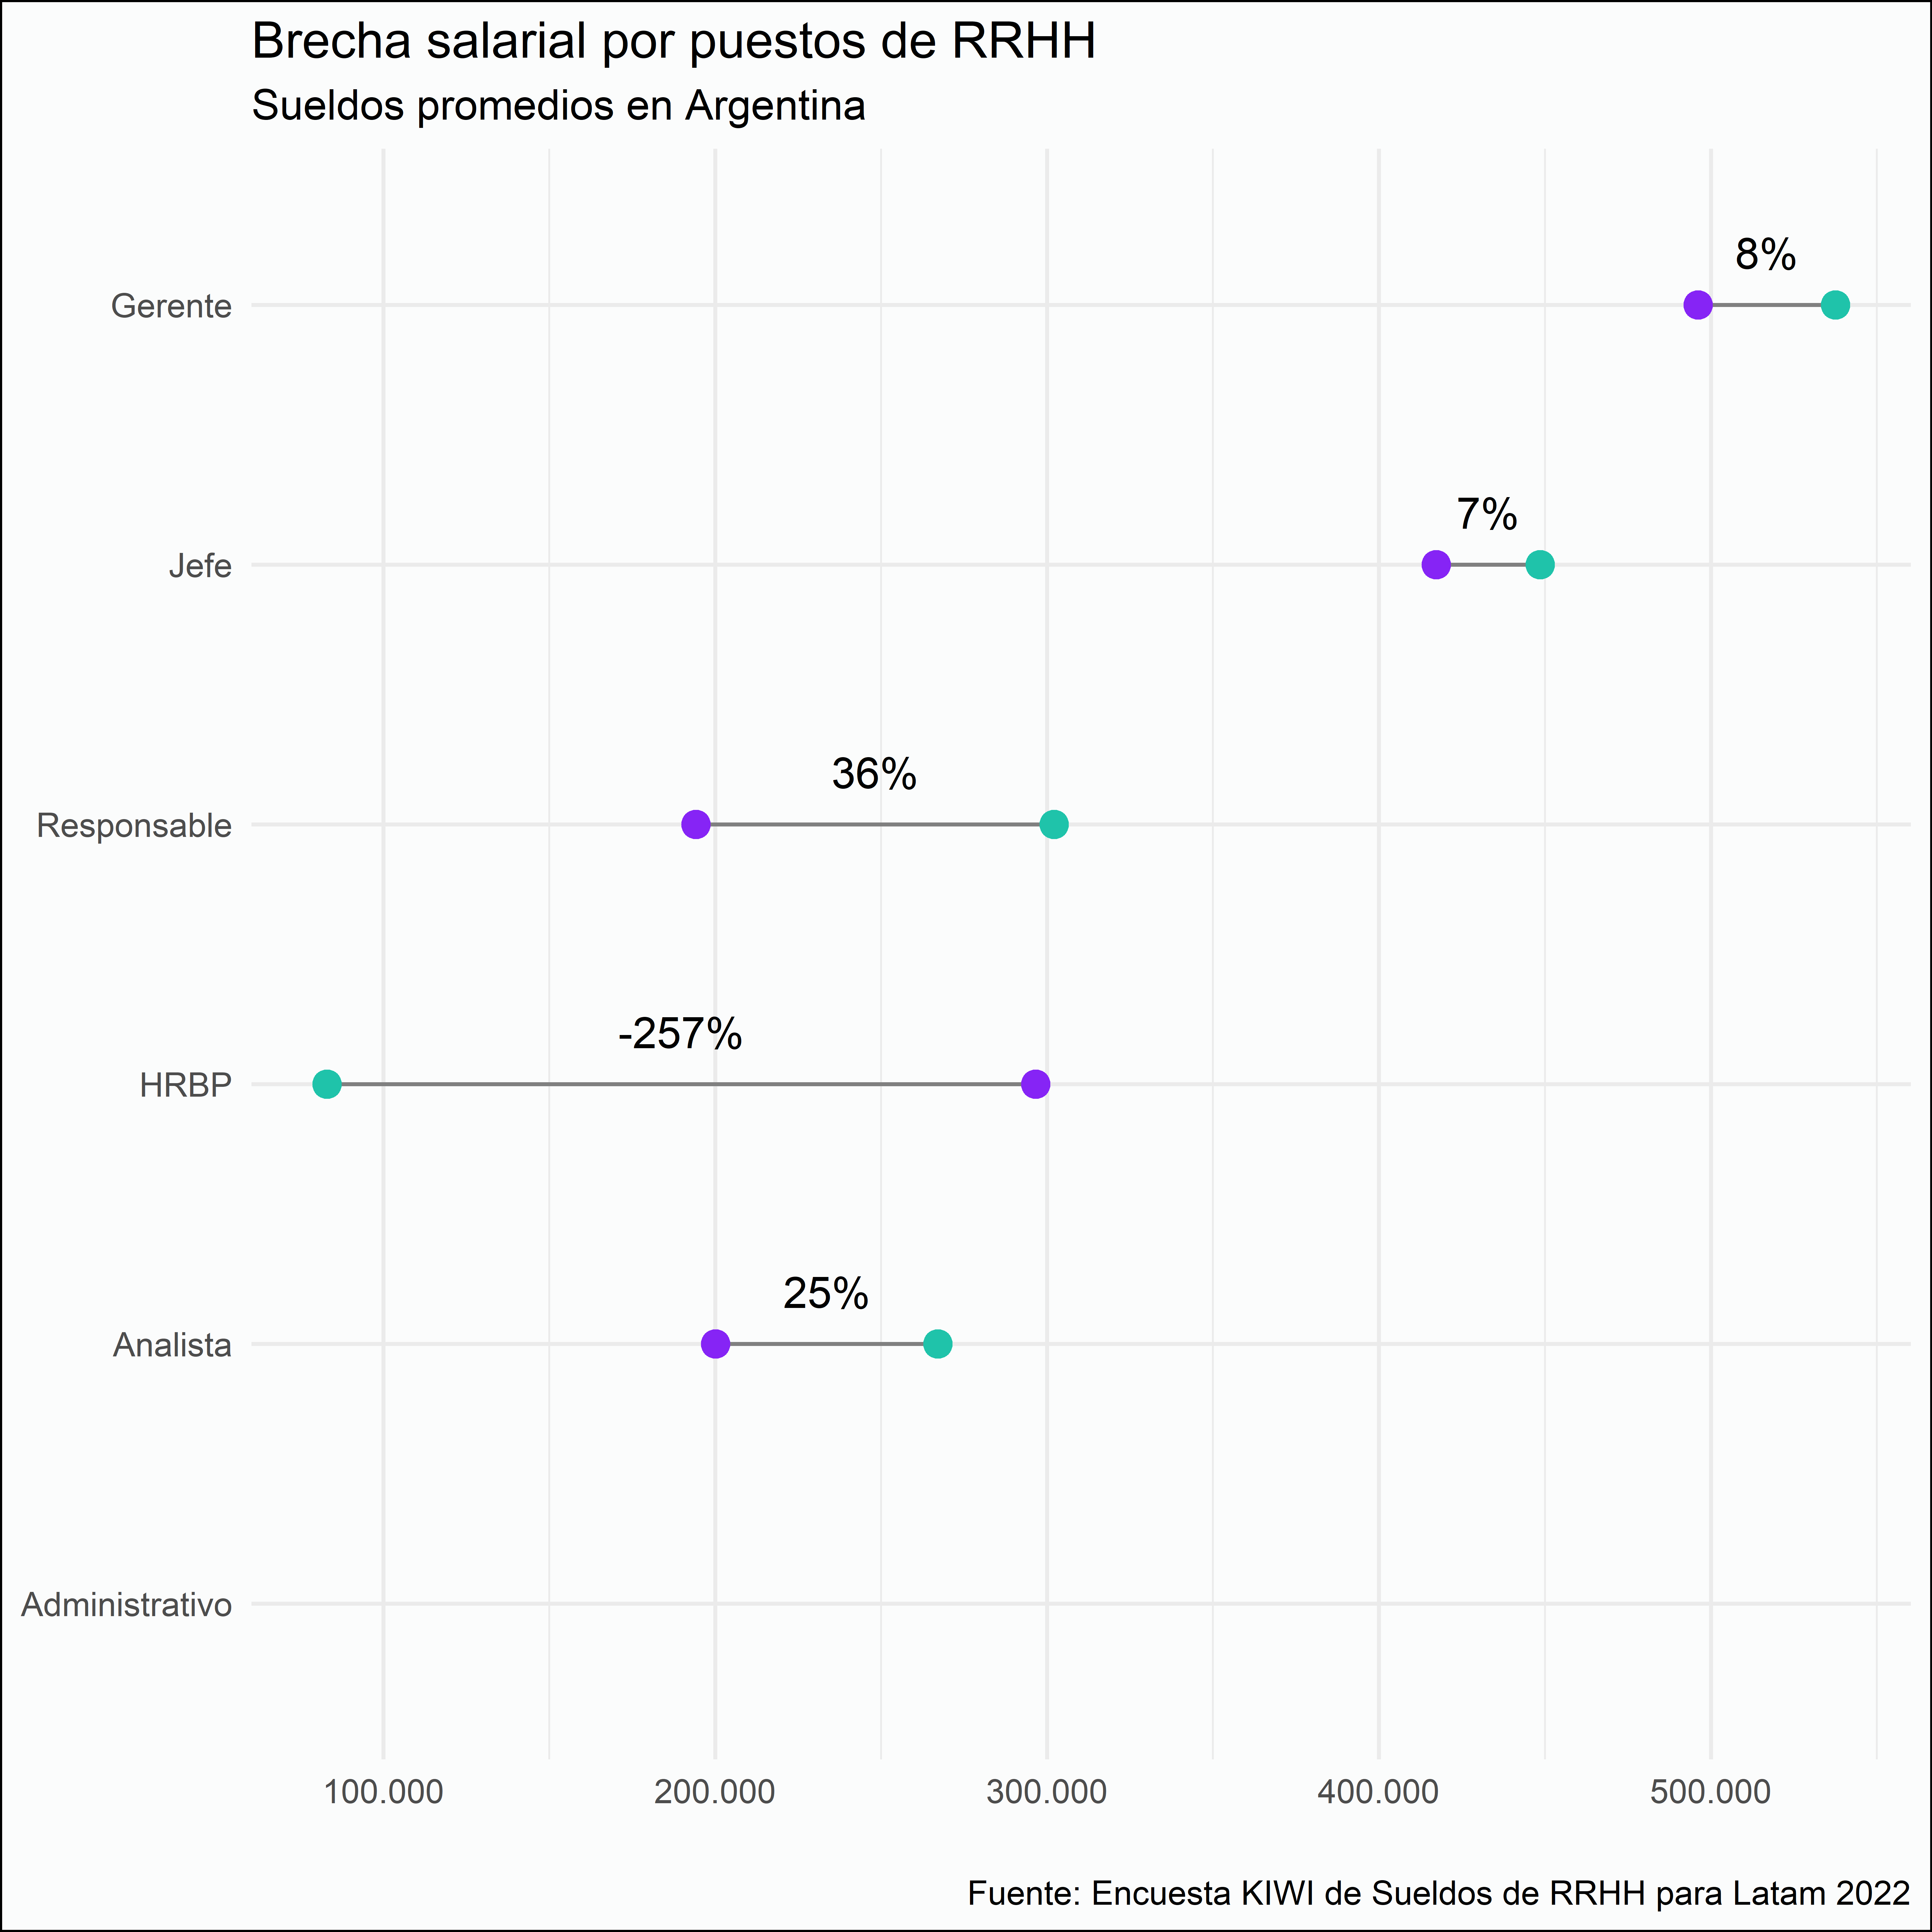 Brecha salarial por puestos de RRHH
Sueldos promedios en Argentina
8%
Gerente
7%
Jefe
36%
Responsable
-257%
HRBP
25%
Analista
Administrativo
100.000 200.000 300.000 400.000 500.000
Fuente: Encuesta KIWI de Sueldos de RRHH para Latam 2022